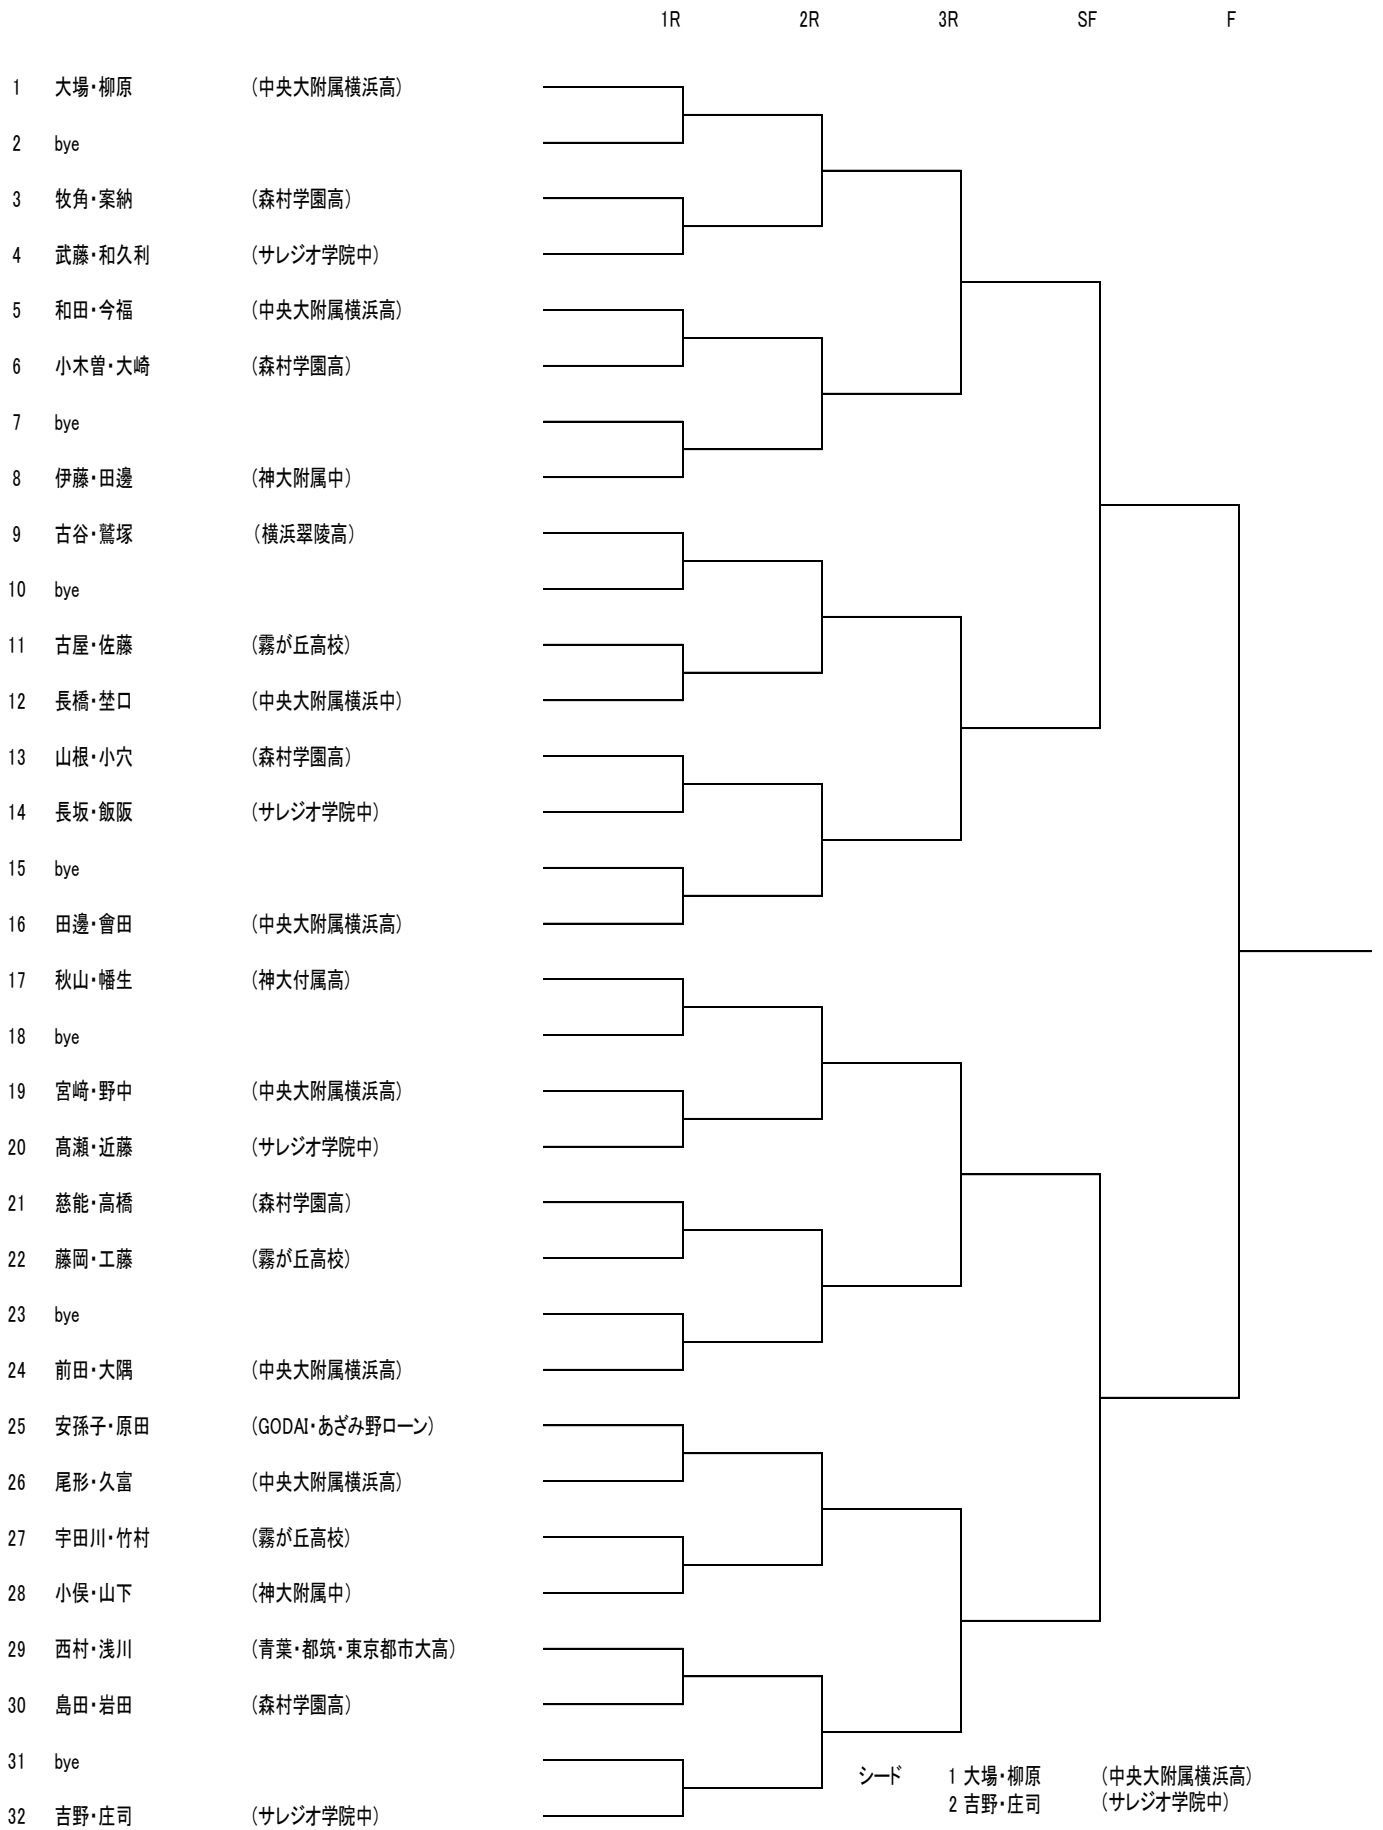 1R 2R 3R SF F
1 大場・柳原 (中央大附属横浜高)
2 bye
3 牧角・案納 (森村学園高)
4 武藤・和久利 (サレジオ学院中)
5 和田・今福 (中央大附属横浜高)
6 小木曽・大崎 (森村学園高)
7 bye
8 伊藤・田邊 (神大附属中)
9 古谷・鷲塚 (横浜翠陵高)
10 bye
11 古屋・佐藤 (霧が丘高校)
12 長橋・埜口 (中央大附属横浜中)
13 山根・小穴 (森村学園高)
14 長坂・飯阪 (サレジオ学院中)
15 bye
16 田邊・會田 (中央大附属横浜高)
17 秋山・幡生 (神大付属高)
18 bye
19 宮﨑・野中 (中央大附属横浜高)
20 髙瀬・近藤 (サレジオ学院中)
21 慈能・高橋 (森村学園高)
22 藤岡・工藤 (霧が丘高校)
23 bye
24 前田・大隅 (中央大附属横浜高)
25 安孫子・原田 (GODAI・あざみ野ローン)
26 尾形・久富 (中央大附属横浜高)
27 宇田川・竹村 (霧が丘高校)
28 小俣・山下 (神大附属中)
29 西村・浅川 (青葉・都筑・東京都市大高)
30 島田・岩田 (森村学園高)
31 bye
32 吉野・庄司 (サレジオ学院中)
シード 1 大場・柳原 (中央大附属横浜高)
2 吉野・庄司 (サレジオ学院中)